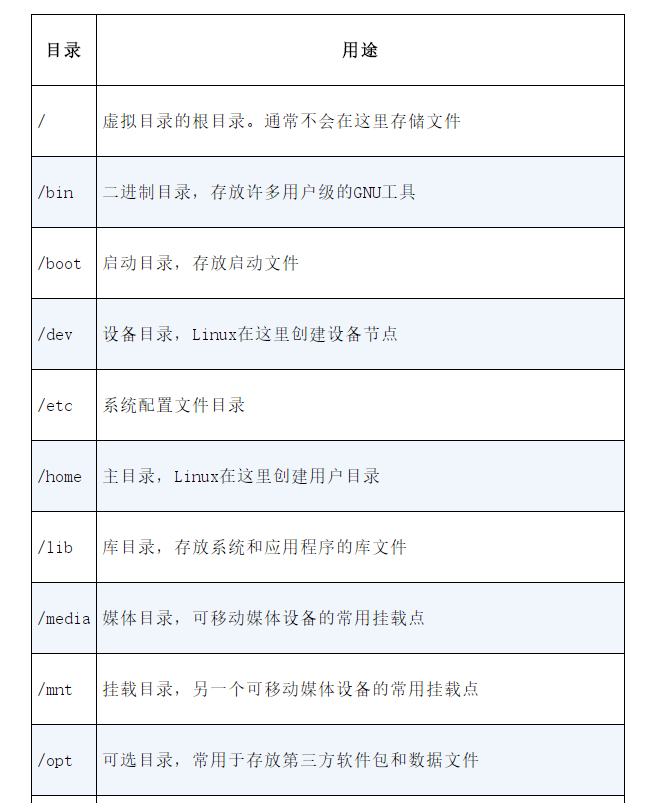 目录 用途
/ 虚拟目录的根目录。通常不会在这里存储文件
/bin 二进制目录，存放许多用户级的GNU工具
/boot 启动目录，存放启动文件
/dev 设备目录，Linux在这里创建设备节点
/etc 系统配置文件目录
/home 主目录，Linux在这里创建用户目录
/lib 库目录，存放系统和应用程序的库文件
/media 媒体目录，可移动媒体设备的常用挂载点
/mnt 挂载目录，另一个可移动媒体设备的常用挂载点
/opt 可选目录，常用于存放第三方软件包和数据文件